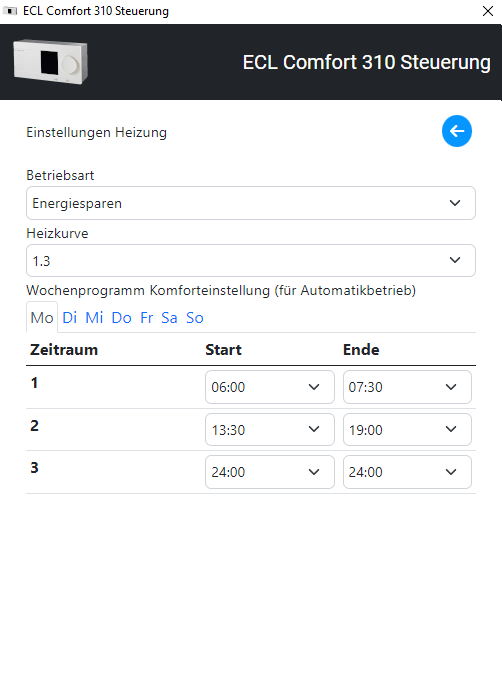 ECL Comfort 310 Steuerung
ECL Comfort 310 Steuerung
Einstellungen Heizung
Betriebsart
Energiesparen
Heizkurve
1.3
Wochenprogramm Komforteinstellung (für Automatikbetrieb)
Mo Di Mi Do Fr Sa So
Zeitraum Start Ende
1 06:00 07:30
2 13:30 19:00
3 24:00 24:00